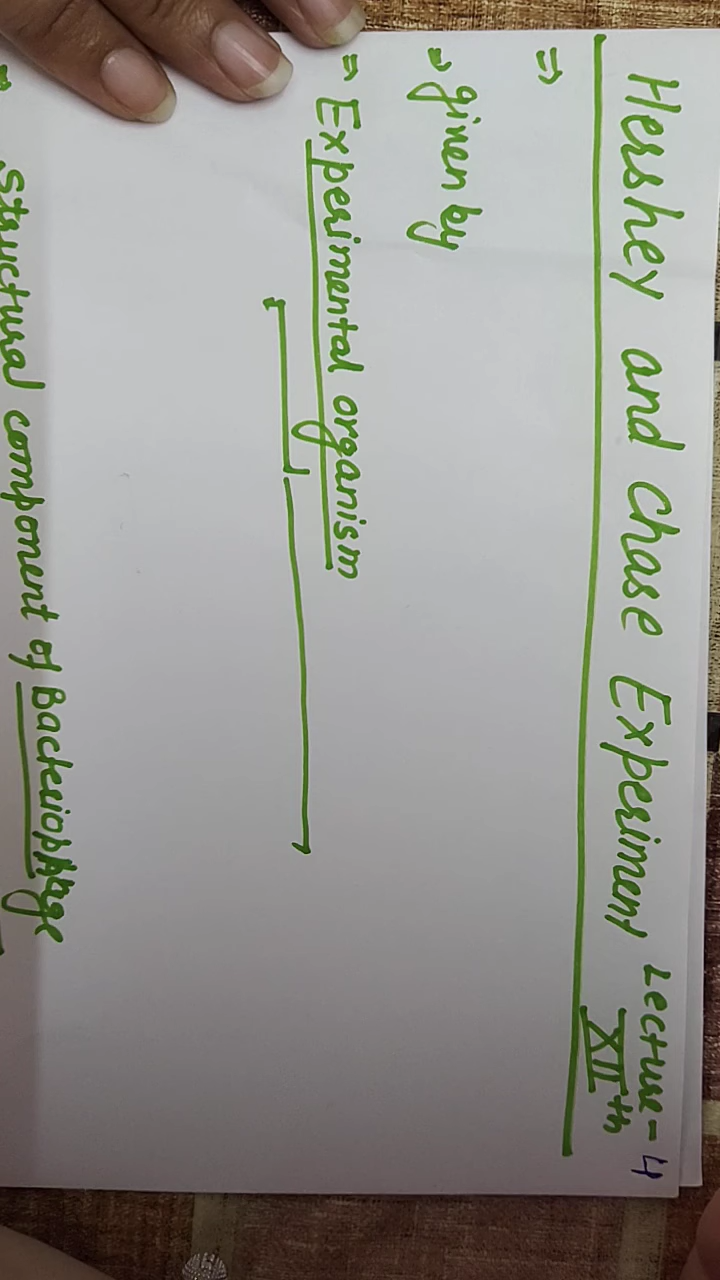 Hershey and chase Experiment Lecture-4
XIIth
⇒
⇒ given by
⇒ Experimental organism
⇒ Structural component of Bacteriophage